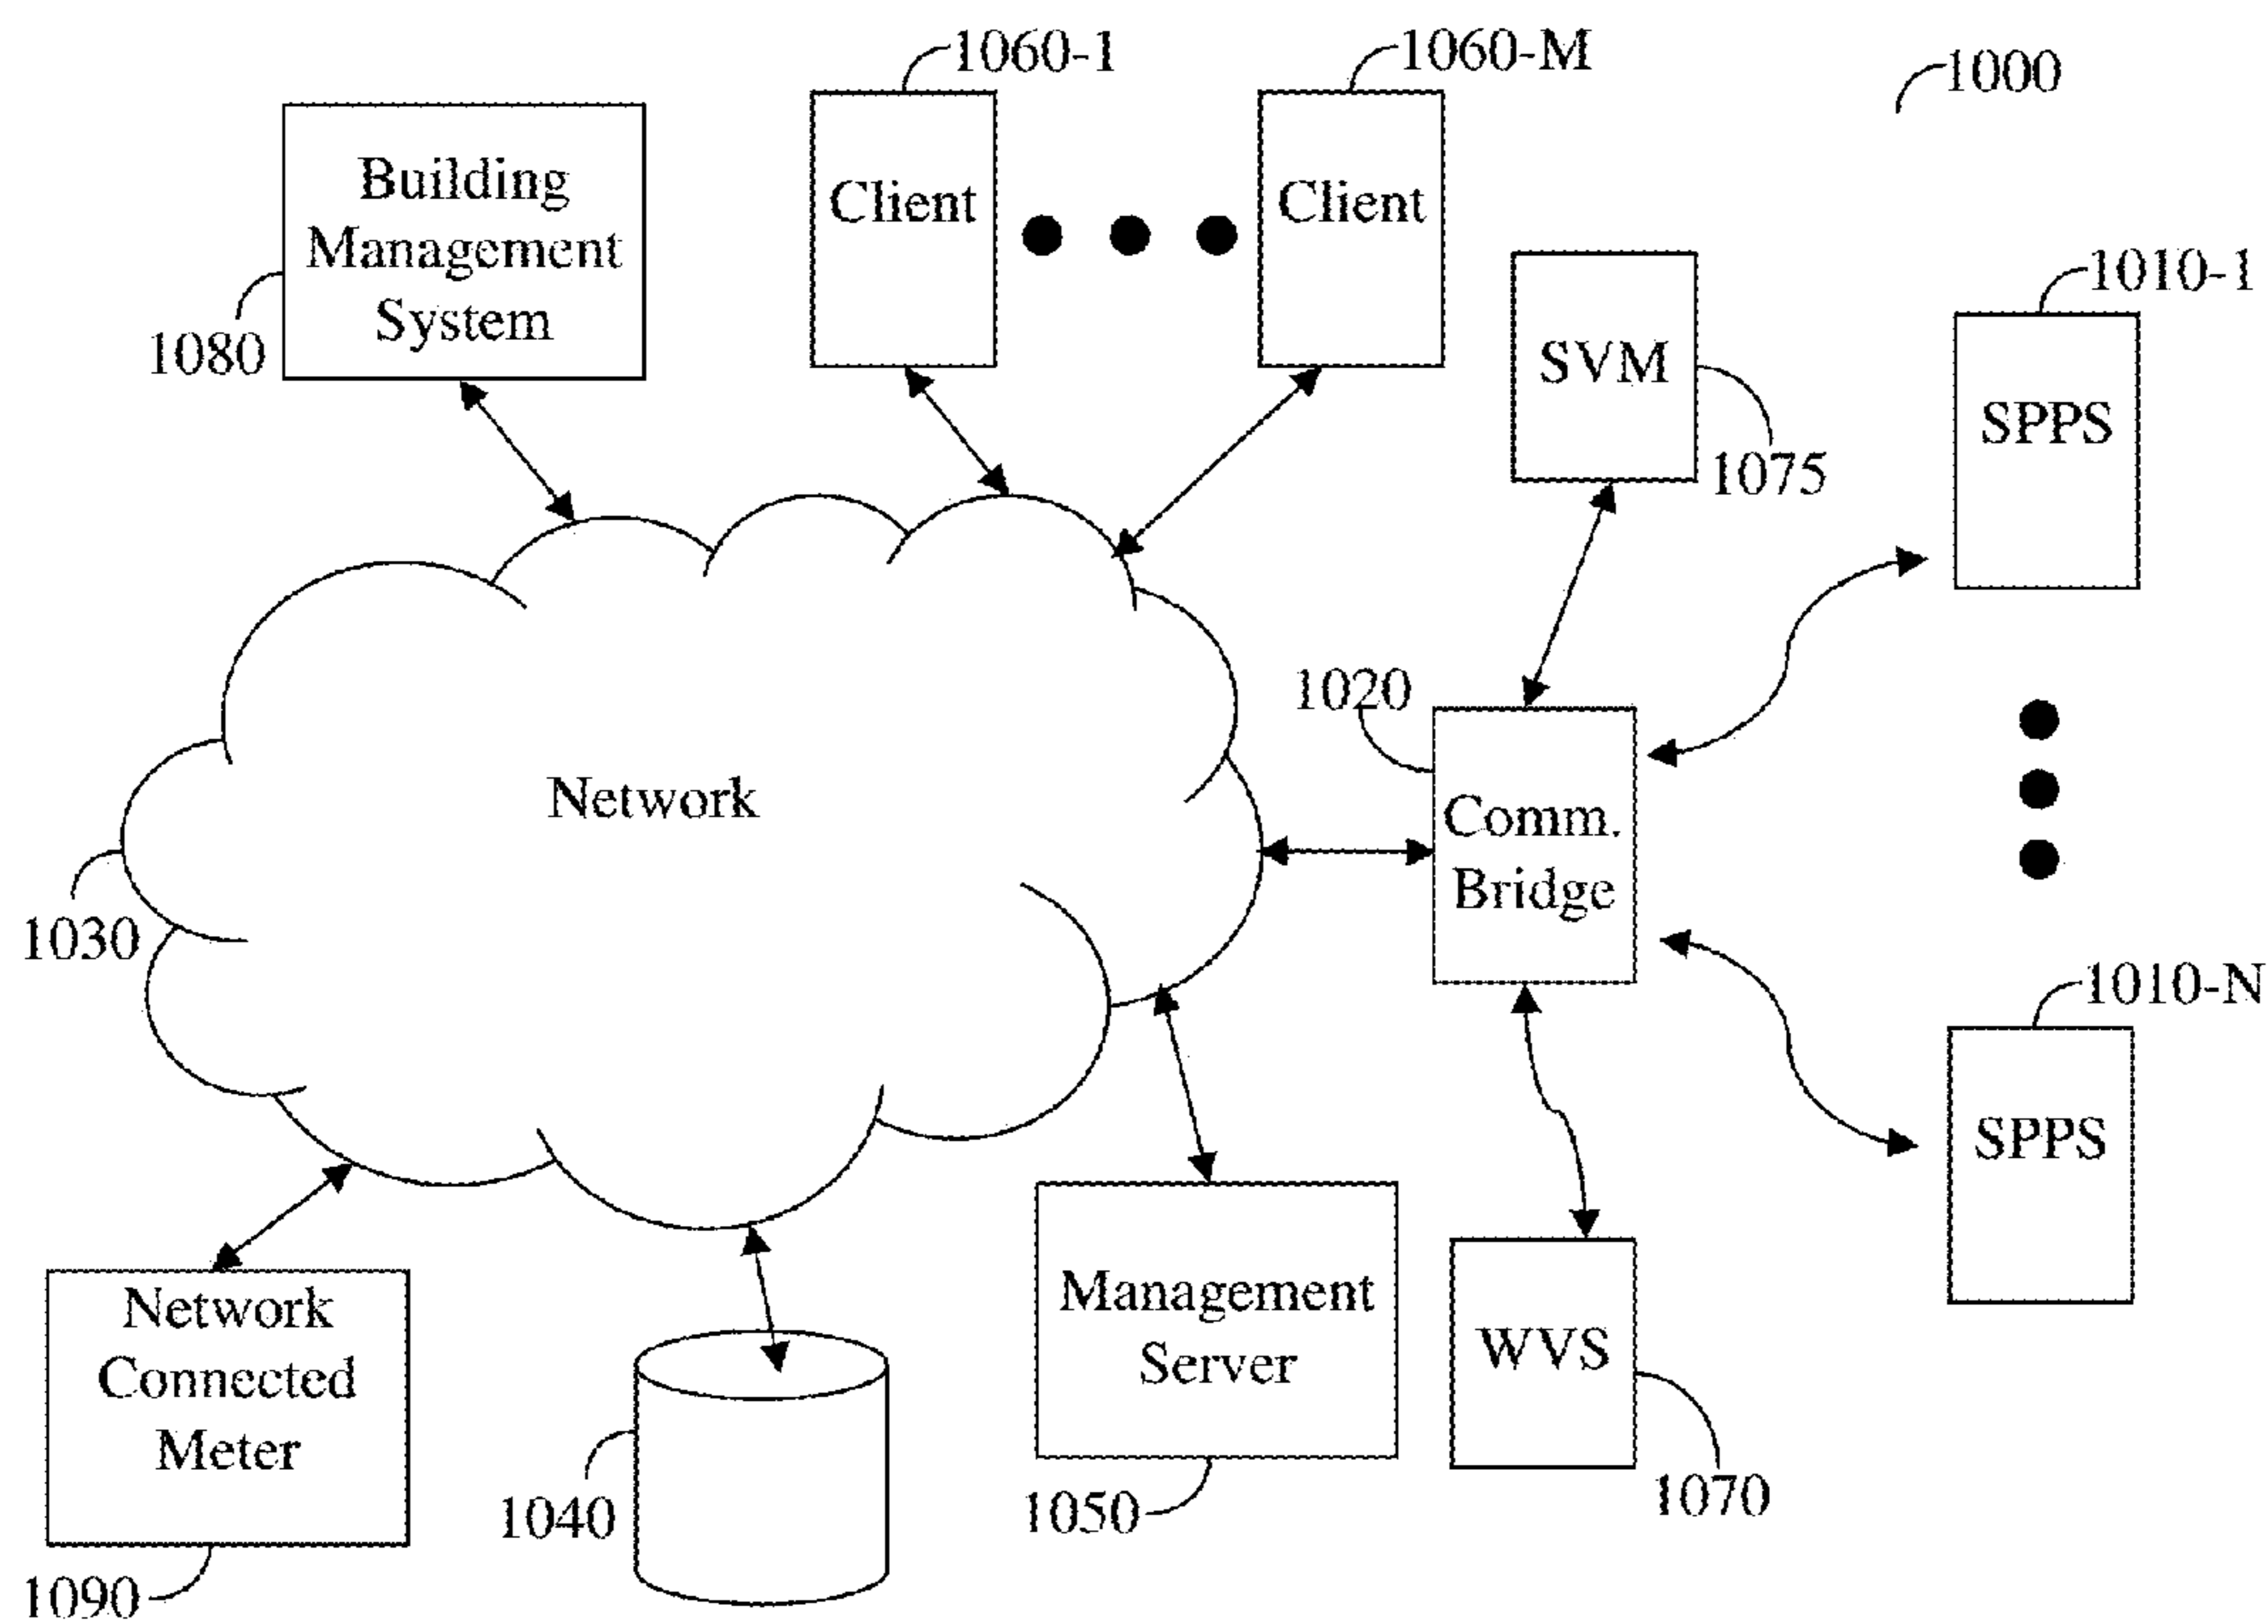 1060-1
1060-M
1000
Building
Management
System
1080
Client
Client
SVM
1075
1010-1
SPPS
1020
Network
Comm.
Bridge
1030
1010-N
SPPS
Network
Connected
Meter
1090
1040
Management
Server
1050
WVS
1070